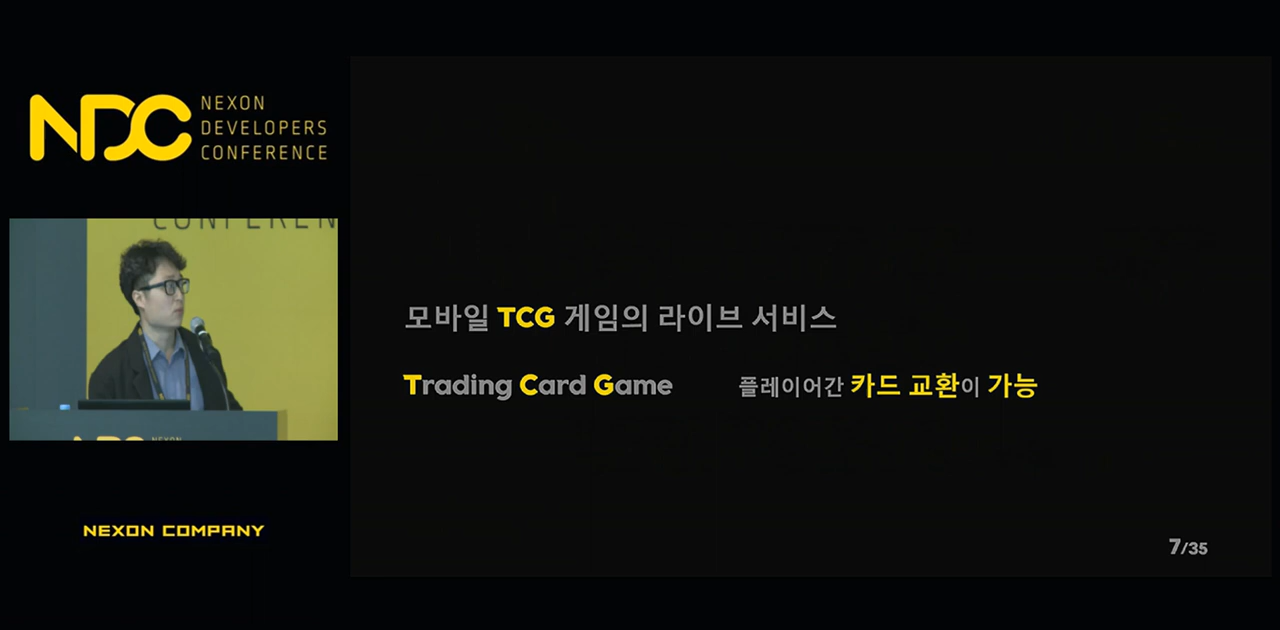 NDC
NEXON
DEVELOPERS
CONFERENCE
CONFEREN
NEXON COMPANY
모바일 TCG 게임의 라이브 서비스
Trading Card Game 플레이어간 카드 교환이 가능
7/35